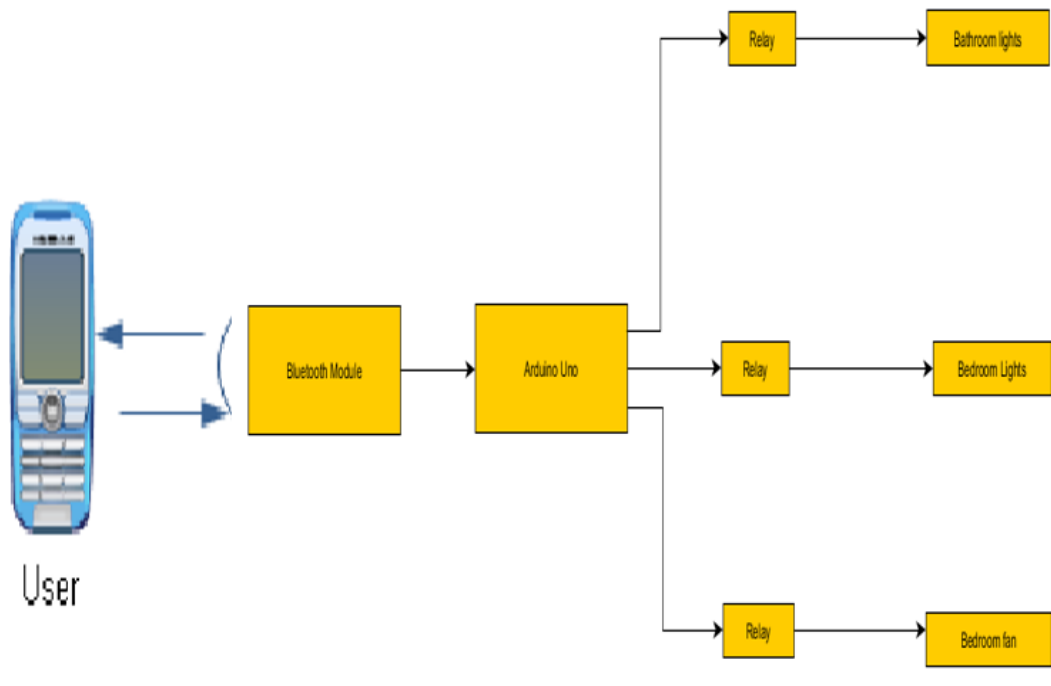 Relay
Bathroom lights
Bluetooth Module
Arduino Uno
Relay
Bedroom Lights
User
Relay
Bedroom fan